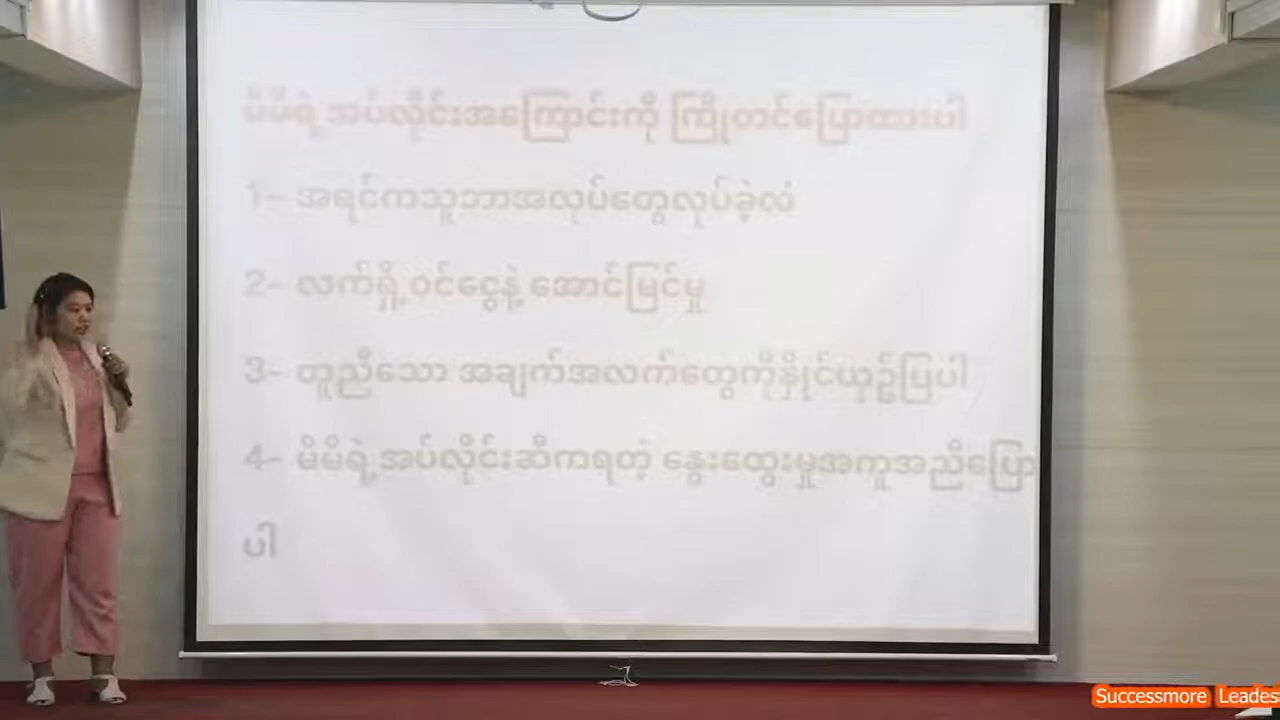 မိမိရဲ့အပ်လိုင်းအကြောင်းကို ကြိုတင်ပြောထားပါ
1- အရင်ကသူဘာအလုပ်တွေလုပ်ခဲ့လဲ
2- လက်ရှိ့ဝင်ငွေနဲ့ အောင်မြင်မှု
3- တူညီသော အချက်အလက်တွေကိုနှိုင်ယှဉ်ပြပါ
4- မိမိရဲ့အပ်လိုင်းဆီကရတဲ့ နွေးထွေးမှုအကူအညီပြော
ပါ
Successmore Leades